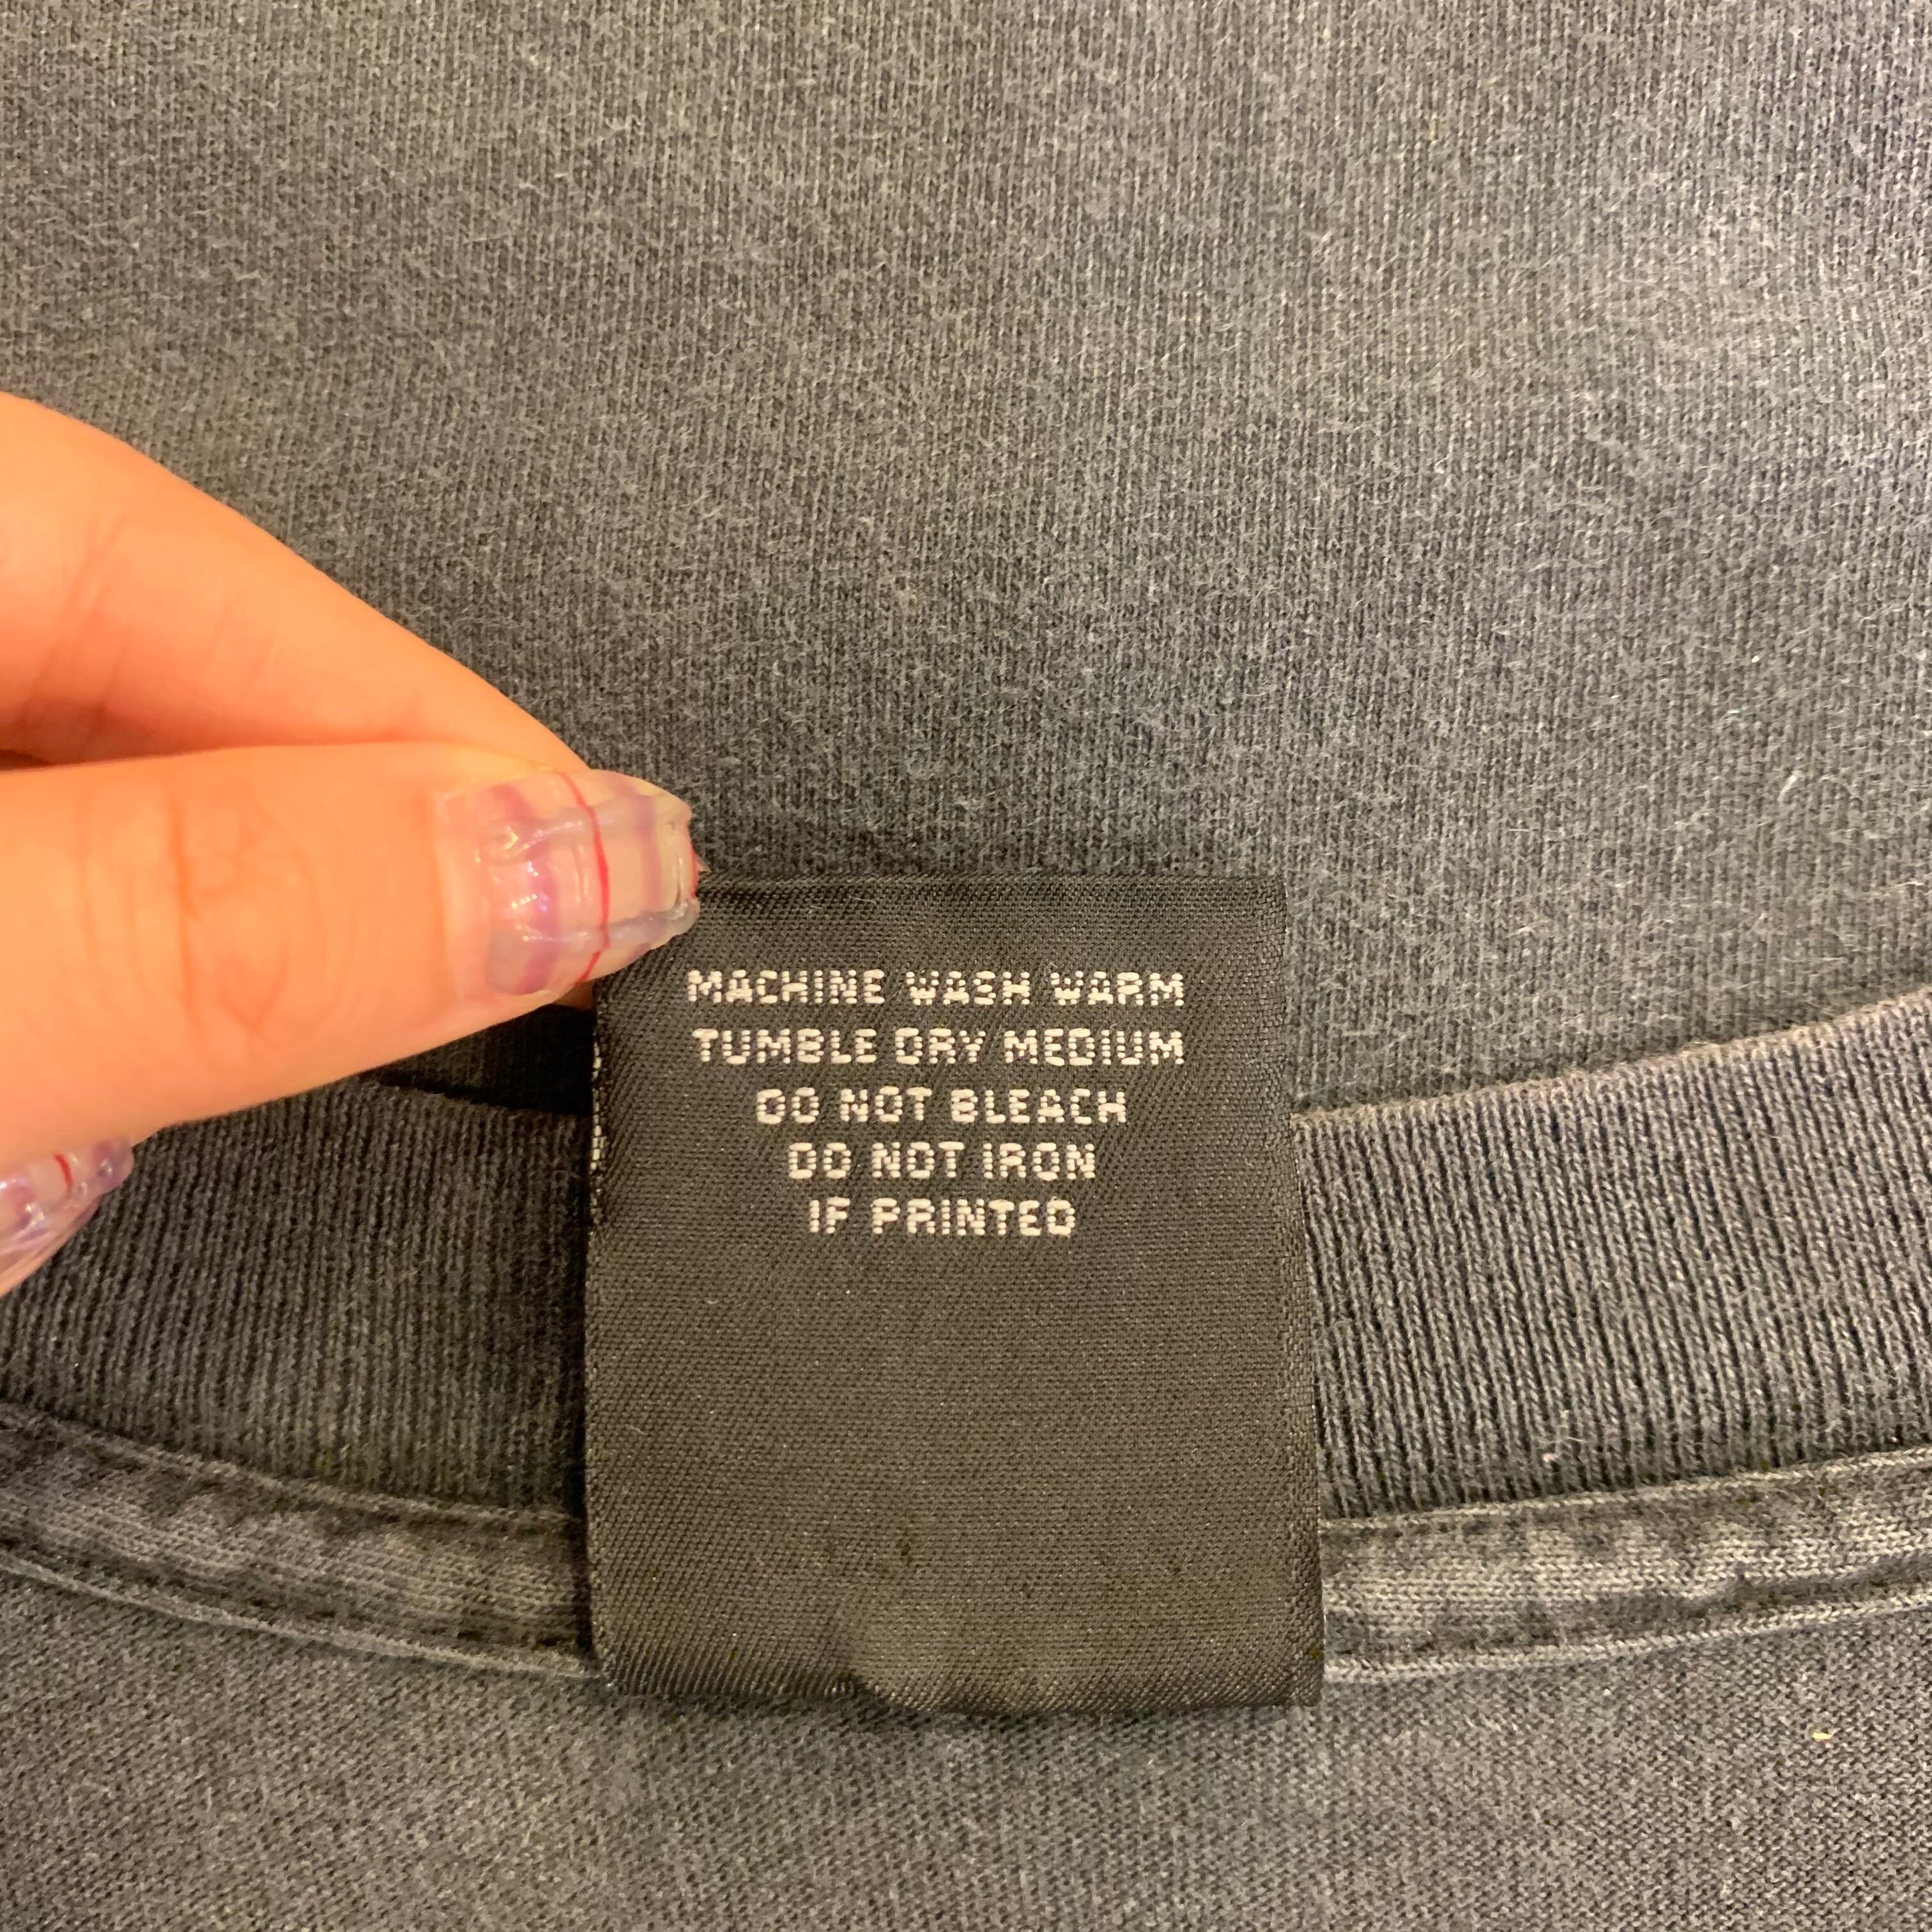 MACHINE WASH WARM
TUMBLE DRY MEDIUM
DO NOT BLEACH
DO NOT IRON
IF PRINTED